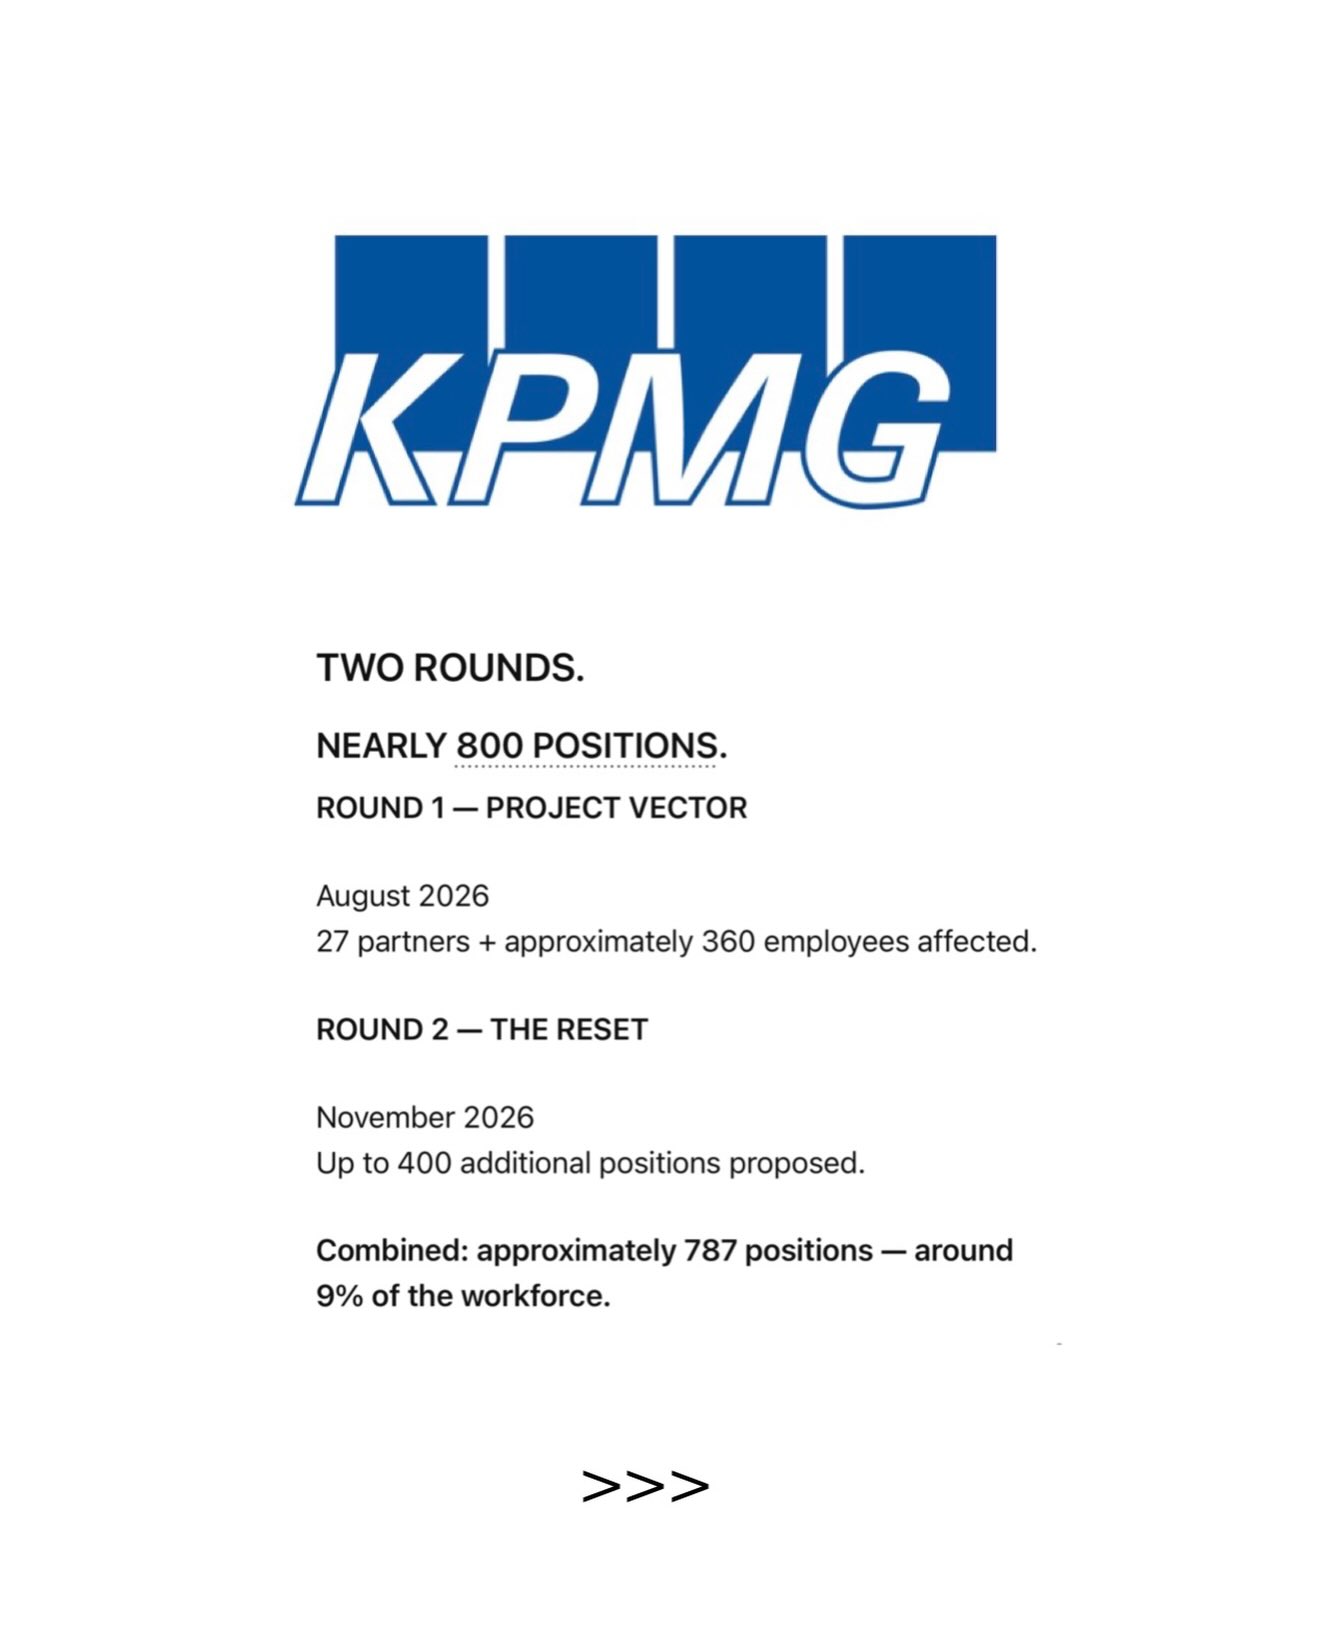 KPMG
TWO ROUNDS.
NEARLY 800 POSITIONS.
ROUND 1 — PROJECT VECTOR
August 2026
27 partners + approximately 360 employees affected.
ROUND 2 — THE RESET
November 2026
Up to 400 additional positions proposed.
Combined: approximately 787 positions — around
9% of the workforce.
>>>